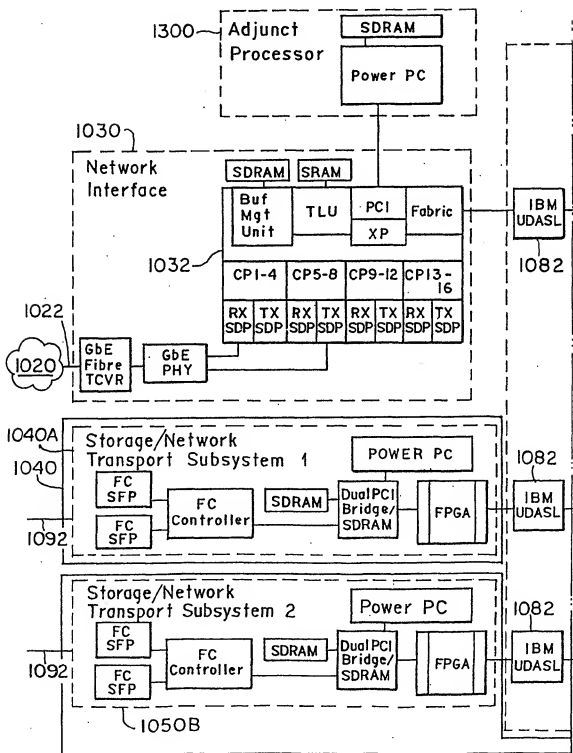 1300
Adjunct
Processor
SDRAM
Power PC
1030
Network
Interface
SDRAM
SRAM
Buf
Mgt
Unit
TLU
PCI
XP
Fabric
IBM
UDASL
1082
1032
CP1-4
CP5-8
CP9-12
CP13-
16
RX
SDP
TX
SDP
RX
SDP
TX
SDP
RX
SDP
TX
SDP
RX
SDP
TX
SDP
1022
1020
GbE
Fibre
TCVR
GbE
PHY
1040A
1040
1092
Storage/Network
Transport Subsystem 1
FC
SFP
FC
SFP
FC
Controller
SDRAM
POWER PC
Dual PCI
Bridge/
SDRAM
FPGA
1082
IBM
UDASL
Storage/Network
Transport Subsystem 2
1092
FC
SFP
FC
SFP
FC
Controller
SDRAM
Power PC
Dual PCI
Bridge/
SDRAM
FPGA
1082
IBM
UDASL
1050B